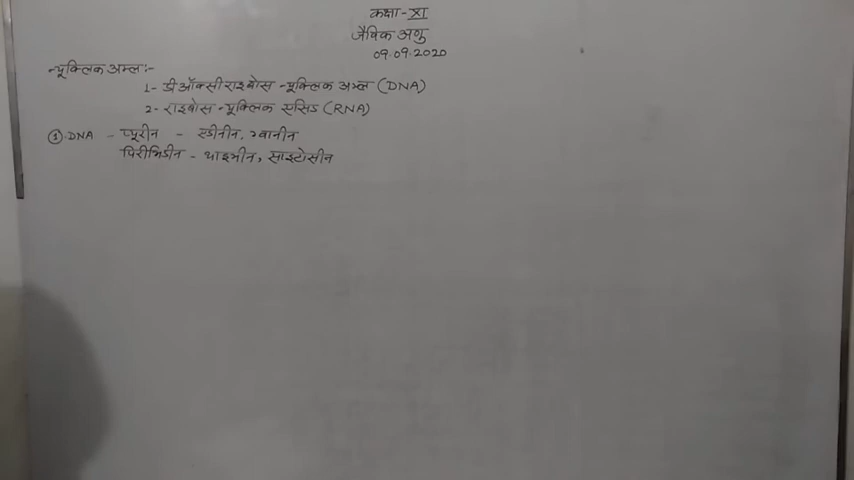 कक्षा - XI
जैविक अणु
09.09.2020
न्यूक्लिक अम्ल :-
1- डीऑक्सीराइबोस - न्यूक्लिक अम्ल (DNA)
2- राइबोस - न्यूक्लिक एसिड (RNA)
① DNA - प्यूरीन - एडीनीन, ग्वानीन
पिरीमिडीन - थाइमीन, साइटोसीन